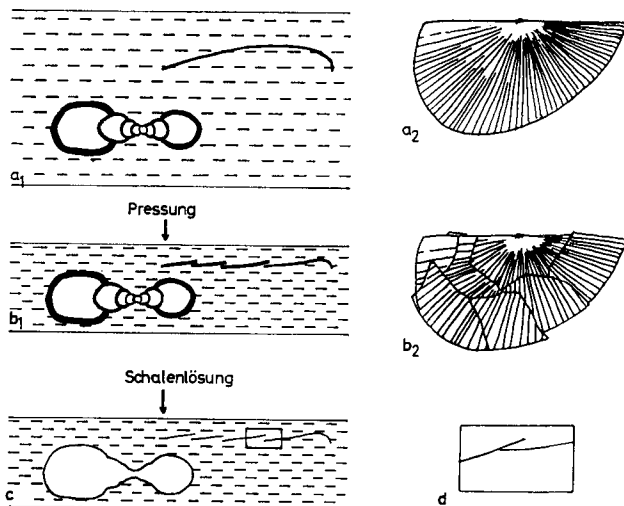 a1
a2
Pressung
b1
b2
Schalenlösung
c
d